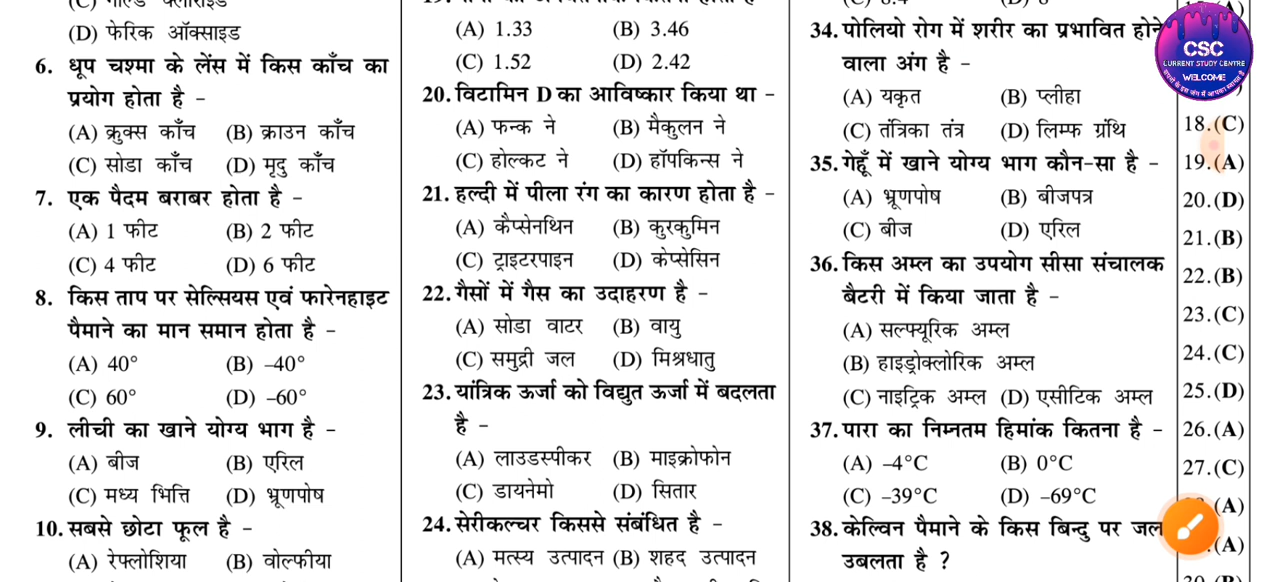 (D) फेरिक ऑक्साइड
6. धूप चश्मा के लेंस में किस काँच का
प्रयोग होता है -
(A) क्रुक्स काँच (B) क्राउन काँच
(C) सोडा काँच (D) मृदु काँच
7. एक पैदम बराबर होता है -
(A) 1 फीट (B) 2 फीट
(C) 4 फीट (D) 6 फीट
8. किस ताप पर सेल्सियस एवं फारेनहाइट
पैमाने का मान समान होता है -
(A) 40° (B) –40°
(C) 60° (D) –60°
9. लीची का खाने योग्य भाग है -
(A) बीज (B) एरिल
(C) मध्य भित्ति (D) भ्रूणपोष
10. सबसे छोटा फूल है -
(A) रेफ्लोशिया (B) वोल्फीया
(A) 1.33 (B) 3.46
(C) 1.52 (D) 2.42
20. विटामिन D का आविष्कार किया था -
(A) फन्क ने (B) मैकुलन ने
(C) होल्कट ने (D) हॉपकिन्स ने
21. हल्दी में पीला रंग का कारण होता है -
(A) कैप्सेनथिन (B) कुरकुमिन
(C) ट्राइटरपाइन (D) केप्सेसिन
22. गैसों में गैस का उदाहरण है -
(A) सोडा वाटर (B) वायु
(C) समुद्री जल (D) मिश्रधातु
23. यांत्रिक ऊर्जा को विद्युत ऊर्जा में बदलता
है -
(A) लाउडस्पीकर (B) माइक्रोफोन
(C) डायनेमो (D) सितार
24. सेरीकल्चर किससे संबंधित है -
(A) मत्स्य उत्पादन (B) शहद उत्पादन
34. पोलियो रोग में शरीर का प्रभावित होने
वाला अंग है -
(A) यकृत (B) प्लीहा
(C) तंत्रिका तंत्र (D) लिम्फ ग्रंथि
35. गेहूँ में खाने योग्य भाग कौन-सा है -
(A) भ्रूणपोष (B) बीजपत्र
(C) बीज (D) एरिल
36. किस अम्ल का उपयोग सीसा संचालक
बैटरी में किया जाता है -
(A) सल्फ्यूरिक अम्ल
(B) हाइड्रोक्लोरिक अम्ल
(C) नाइट्रिक अम्ल (D) एसीटिक अम्ल
37. पारा का निम्नतम हिमांक कितना है -
(A) –4°C (B) 0°C
(C) –39°C (D) –69°C
38. केल्विन पैमाने के किस बिन्दु पर जल
उबलता है ?
CSC
CURRENT STUDY CENTRE
WELCOME
18. (C)
19. (A)
20. (D)
21. (B)
22. (B)
23. (C)
24. (C)
25. (D)
26. (A)
27. (C)
(A)
(A)